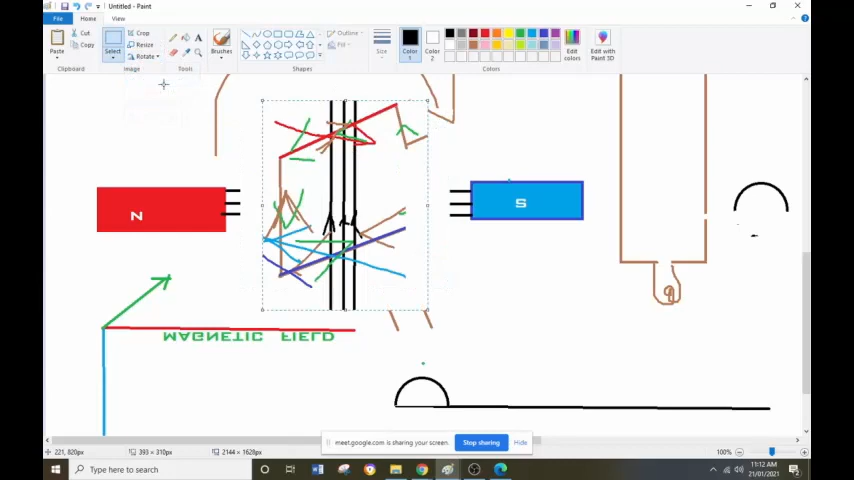 Untitled - Paint
File
Home
View
Paste
Cut
Copy
Clipboard
Select
Crop
Resize
Rotate
Image
A
Tools
Brushes
Outline
Fill
Shapes
Size
Color
1
Color
2
Edit
colors
Colors
Edit with
Paint 3D
N
S
MAGNETIC FIELD
meet.google.com is sharing your screen.
Stop sharing
Hide
221, 820px
393 × 310px
2144 × 1628px
100%
Type here to search
11:12 AM
21/01/2021